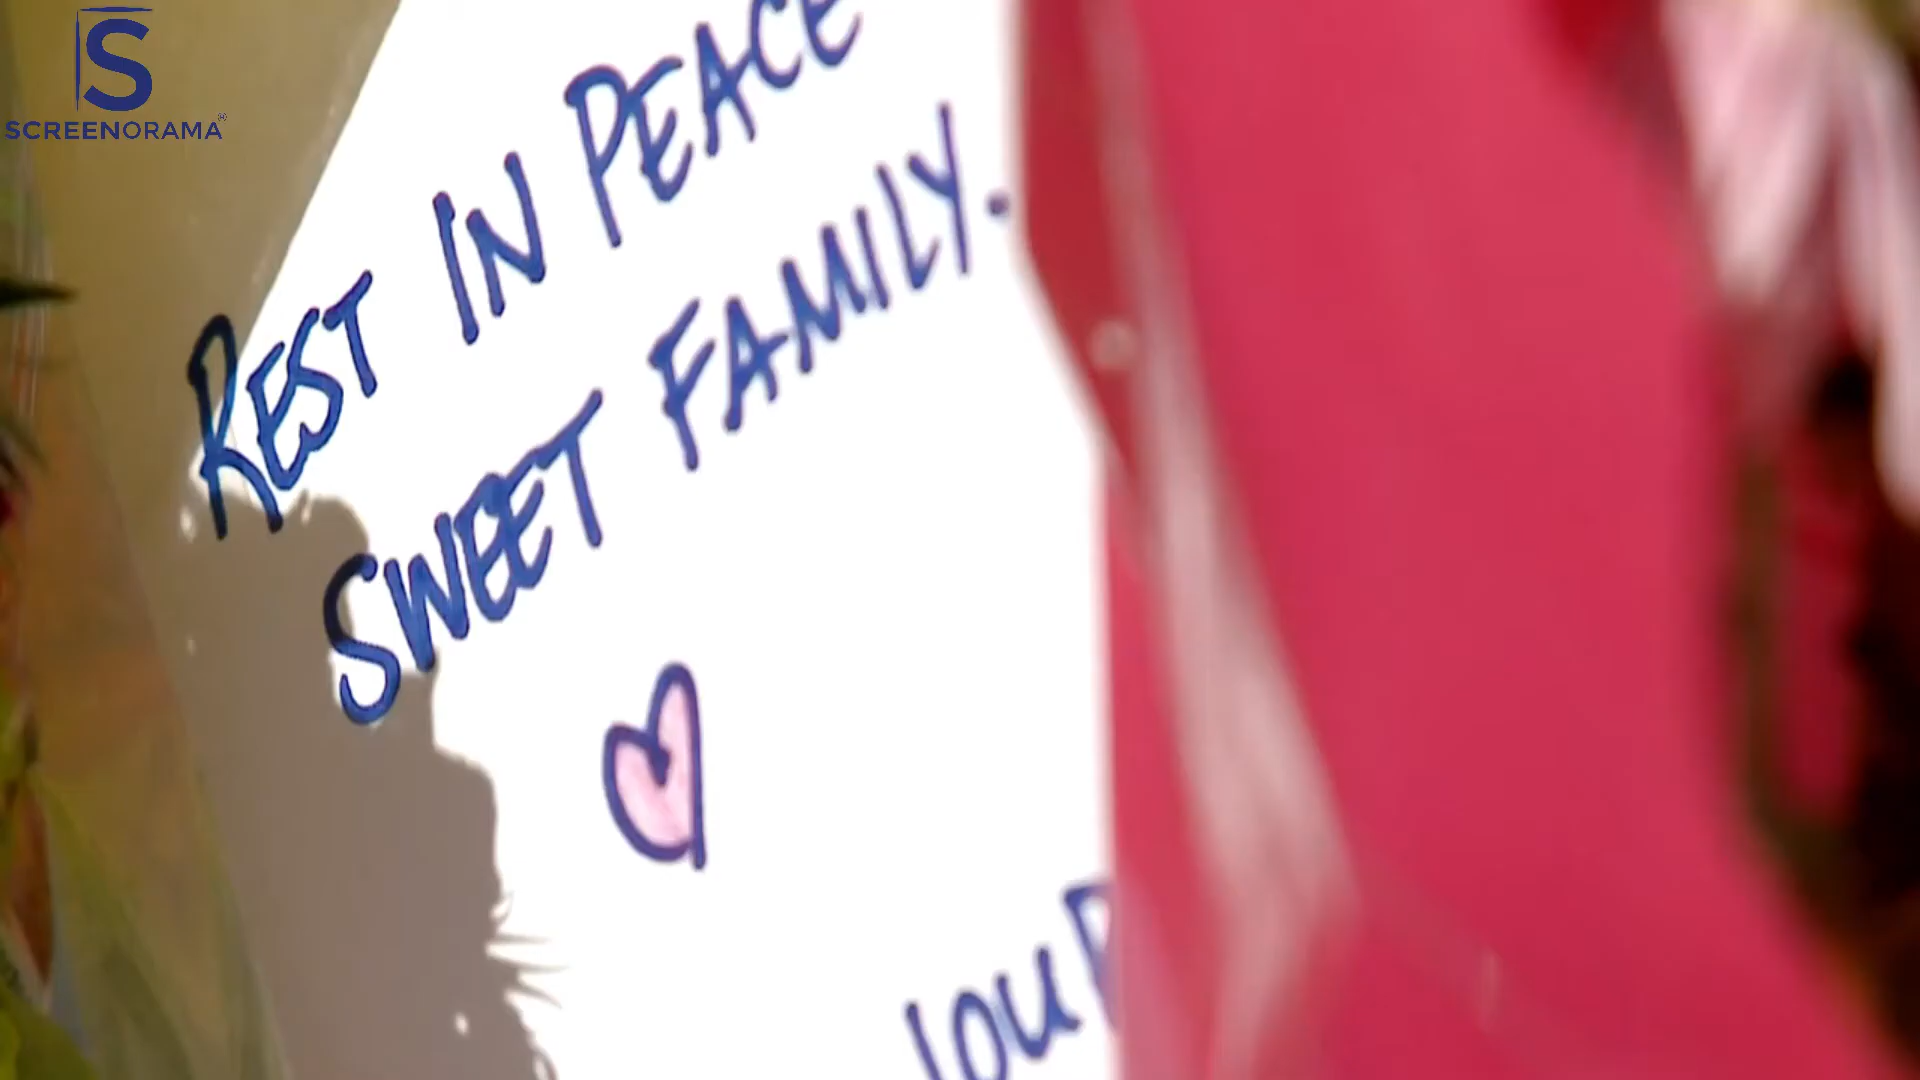 S
SCREENORAMA®
REST IN PEACE
SWEET FAMILY.